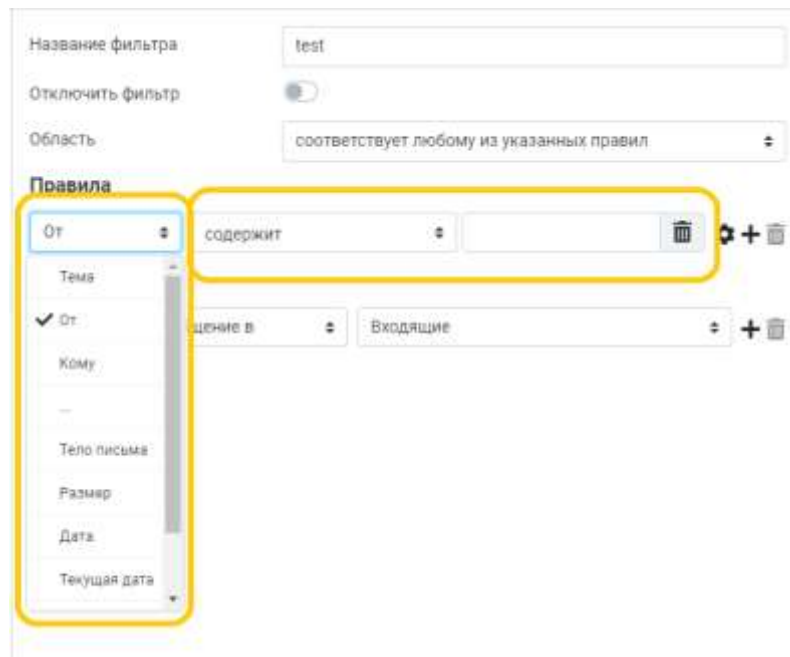 Название фильтра test
Отключить фильтр
Область соответствует любому из указанных правил
Правила
От содержит
Тема
От
щение в Входящие
Кому
...
Тело письма
Размер
Дата
Текущая дата